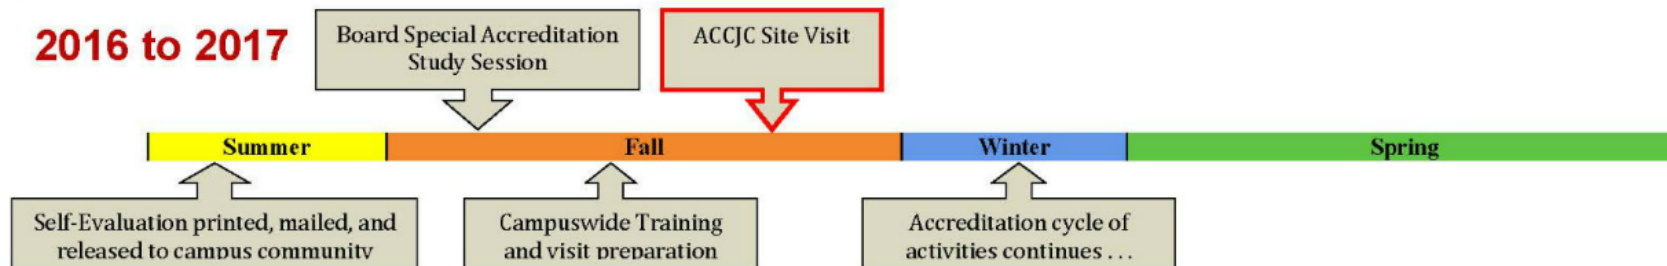 2016 to 2017
Board Special Accreditation
Study Session
ACCJC Site Visit
Summer
Fall
Winter
Spring
Self-Evaluation printed, mailed, and
released to campus community
Campuswide Training
and visit preparation
Accreditation cycle of
activities continues . . .